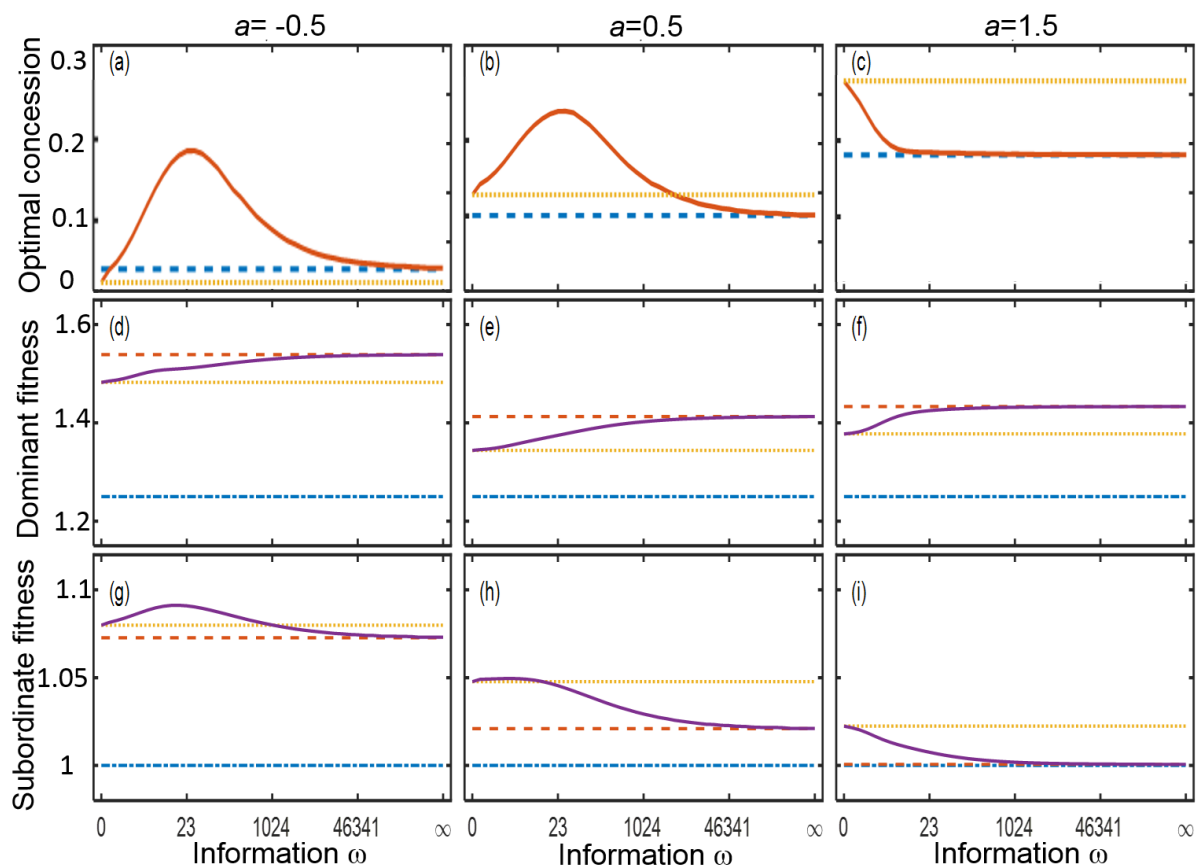 a= -0.5 a=0.5 a=1.5
Optimal concession
0.3
0.2
0.1
0
(a) (b) (c)
Dominant fitness
1.6
1.4
1.2
(d) (e) (f)
Subordinate fitness
1.1
1.05
1
(g) (h) (i)
0 23 1024 46341 ∞ 0 23 1024 46341 ∞ 0 23 1024 46341 ∞
Information ω Information ω Information ω